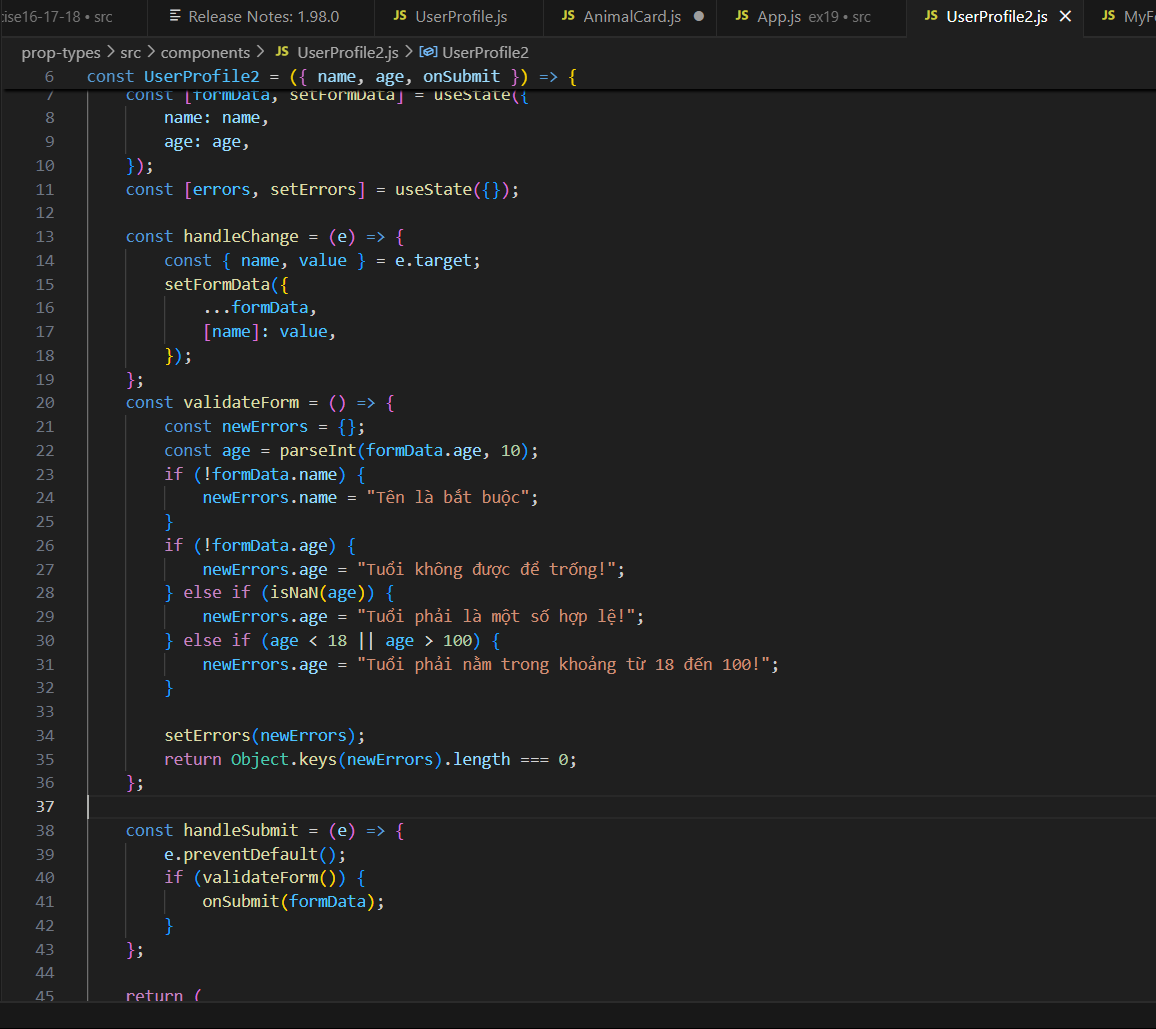 cise16-17-18 • src Release Notes: 1.98.0 JS UserProfile.js JS AnimalCard.js JS App.js ex19 • src JS UserProfile2.js JS
prop-types > src > components > JS UserProfile2.js > UserProfile2
6 const UserProfile2 = ({ name, age, onSubmit }) => {
7 const [formData, setFormData] = useState({
8 name: name,
9 age: age,
10 });
11 const [errors, setErrors] = useState({});
12
13 const handleChange = (e) => {
14 const { name, value } = e.target;
15 setFormData({
16 ...formData,
17 [name]: value,
18 });
19 };
20 const validateForm = () => {
21 const newErrors = {};
22 const age = parseInt(formData.age, 10);
23 if (!formData.name) {
24 newErrors.name = "Tên là bắt buộc";
25 }
26 if (!formData.age) {
27 newErrors.age = "Tuổi không được để trống!";
28 } else if (isNaN(age)) {
29 newErrors.age = "Tuổi phải là một số hợp lệ!";
30 } else if (age < 18 || age > 100) {
31 newErrors.age = "Tuổi phải nằm trong khoảng từ 18 đến 100!";
32 }
33
34 setErrors(newErrors);
35 return Object.keys(newErrors).length === 0;
36 };
37
38 const handleSubmit = (e) => {
39 e.preventDefault();
40 if (validateForm()) {
41 onSubmit(formData);
42 }
43 };
44
45 return (